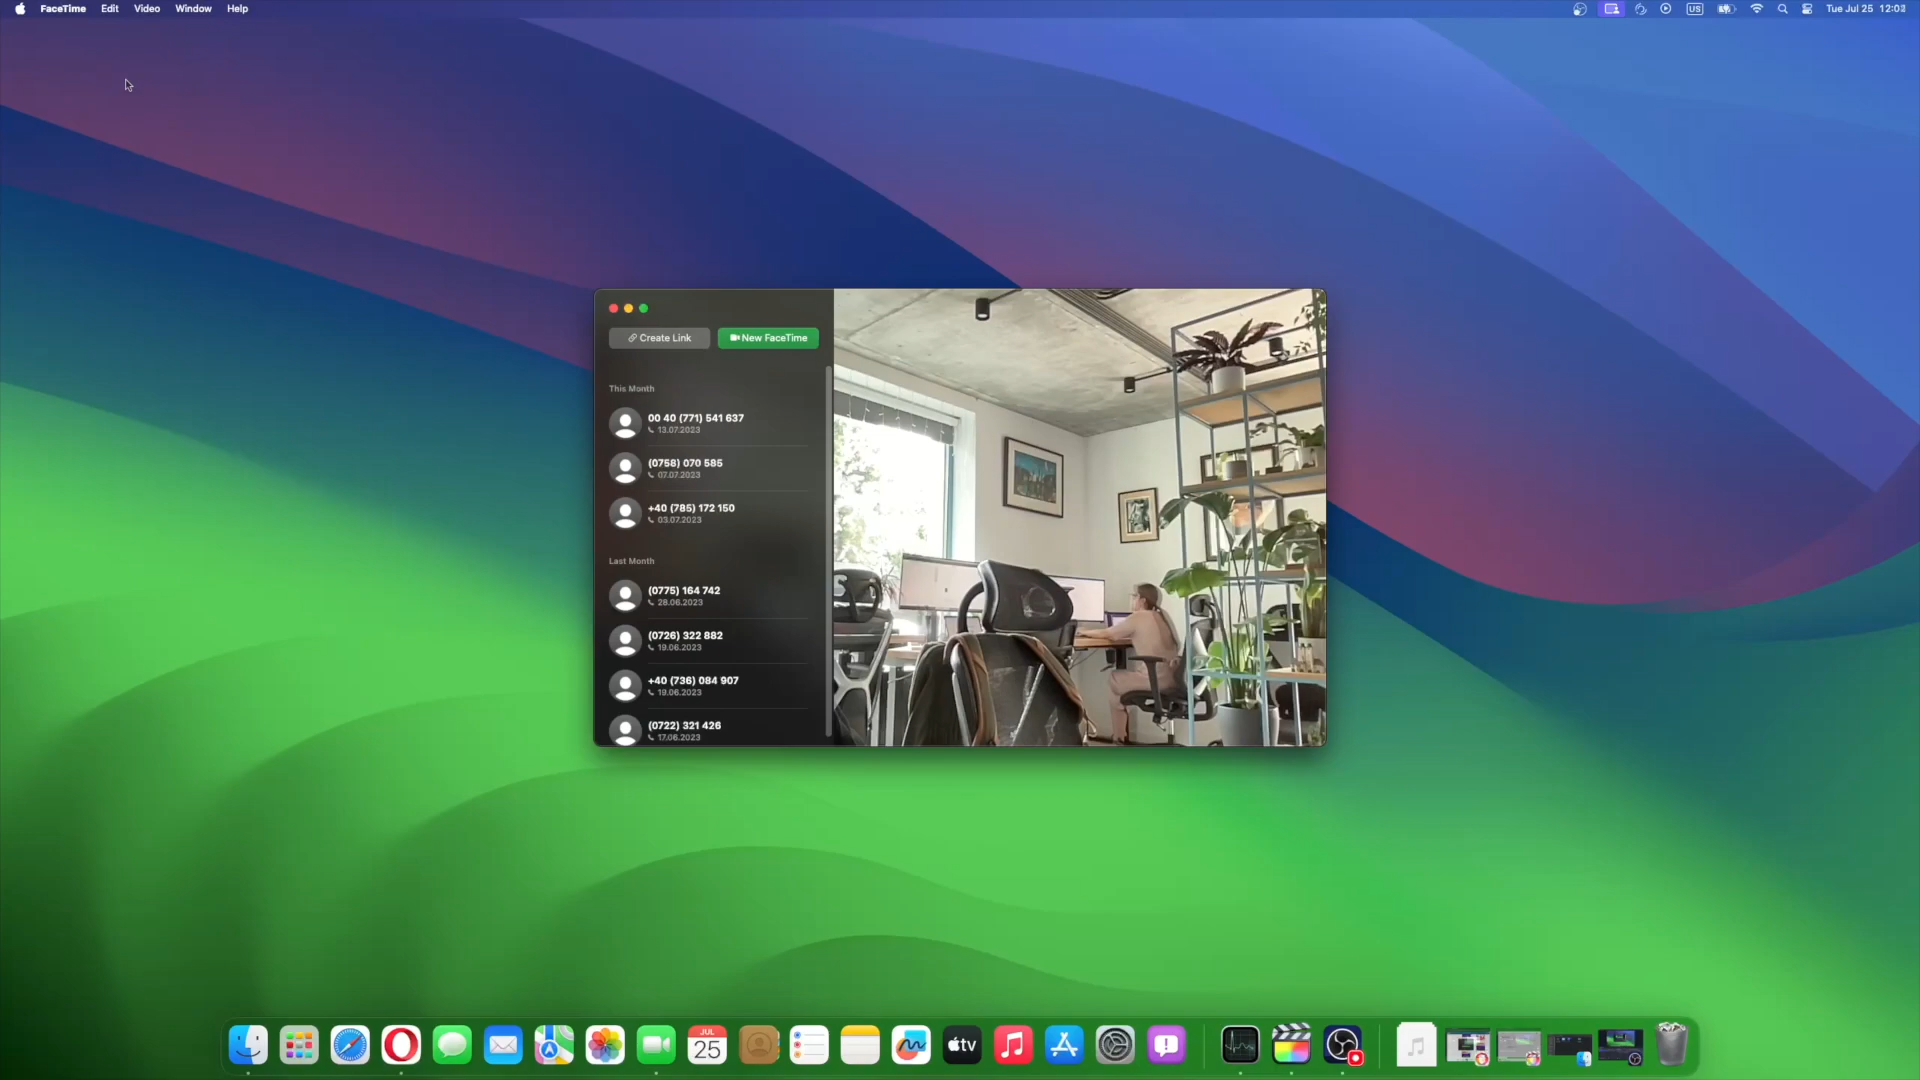 FaceTime Edit Video Window Help
US Tue Jul 25 12:02
Create Link
New FaceTime
This Month
00 40 (771) 541 637
13.07.2023
(0758) 070 585
07.07.2023
+40 (785) 172 150
03.07.2023
Last Month
(0775) 164 742
28.06.2023
(0726) 322 882
19.06.2023
+40 (736) 084 907
19.06.2023
(0722) 321 426
17.06.2023
JUL
25
tv